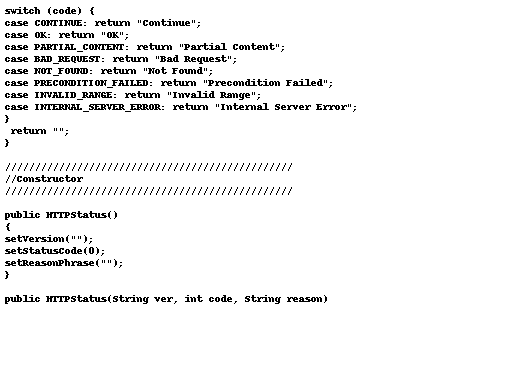 switch (code) {
case CONTINUE: return "Continue";
case OK: return "OK";
case PARTIAL_CONTENT: return "Partial Content";
case BAD_REQUEST: return "Bad Request";
case NOT_FOUND: return "Not Found";
case PRECONDITION_FAILED: return "Precondition Failed";
case INVALID_RANGE: return "Invalid Range";
case INTERNAL_SERVER_ERROR: return "Internal Server Error";
}
return "";
}
////////////////////////////////////////////////
//Constructor
////////////////////////////////////////////////
public HTTPStatus()
{
setVersion("");
setStatusCode(0);
setReasonPhrase("");
}
public HTTPStatus(String ver, int code, String reason)